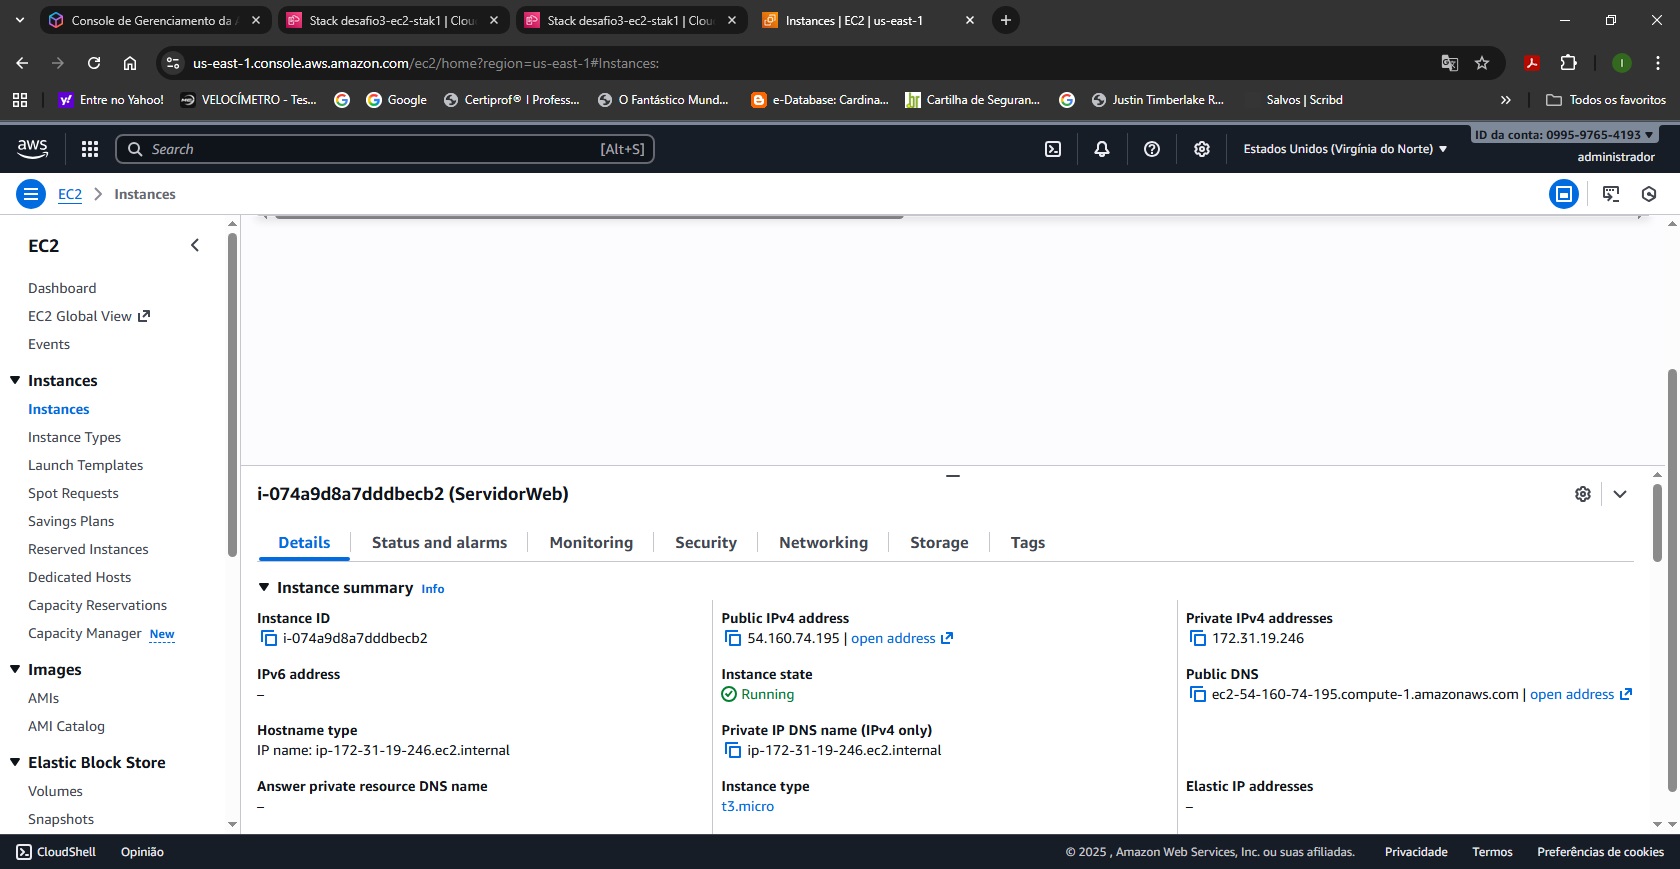 Console de Gerenciamento da A
Stack desafio3-ec2-stak1 | Clou
Stack desafio3-ec2-stak1 | Clou
Instances | EC2 | us-east-1
us-east-1.console.aws.amazon.com/ec2/home?region=us-east-1#Instances:
Entre no Yahoo!
VELOCÍMETRO - Tes...
Google
Certiprof® l Profess...
O Fantástico Mund...
e-Database: Cardina...
Cartilha de Seguran...
Justin Timberlake R...
Salvos | Scribd
»
Todos os favoritos
aws
Search
[Alt+S]
Estados Unidos (Virgínia do Norte)
ID da conta: 0995-9765-4193
administrador
EC2
Instances
EC2
Dashboard
EC2 Global View
Events
Instances
Instances
Instance Types
Launch Templates
Spot Requests
Savings Plans
Reserved Instances
Dedicated Hosts
Capacity Reservations
Capacity Manager New
Images
AMIs
AMI Catalog
Elastic Block Store
Volumes
Snapshots
i-074a9d8a7dddbecb2 (ServidorWeb)
Details
Status and alarms
Monitoring
Security
Networking
Storage
Tags
Instance summary Info
Instance ID
i-074a9d8a7dddbecb2
Public IPv4 address
54.160.74.195 | open address
Private IPv4 addresses
172.31.19.246
IPv6 address
–
Instance state
Running
Public DNS
ec2-54-160-74-195.compute-1.amazonaws.com | open address
Hostname type
IP name: ip-172-31-19-246.ec2.internal
Private IP DNS name (IPv4 only)
ip-172-31-19-246.ec2.internal
Answer private resource DNS name
–
Instance type
t3.micro
Elastic IP addresses
–
CloudShell
Opinião
© 2025 , Amazon Web Services, Inc. ou suas afiliadas.
Privacidade
Termos
Preferências de cookies